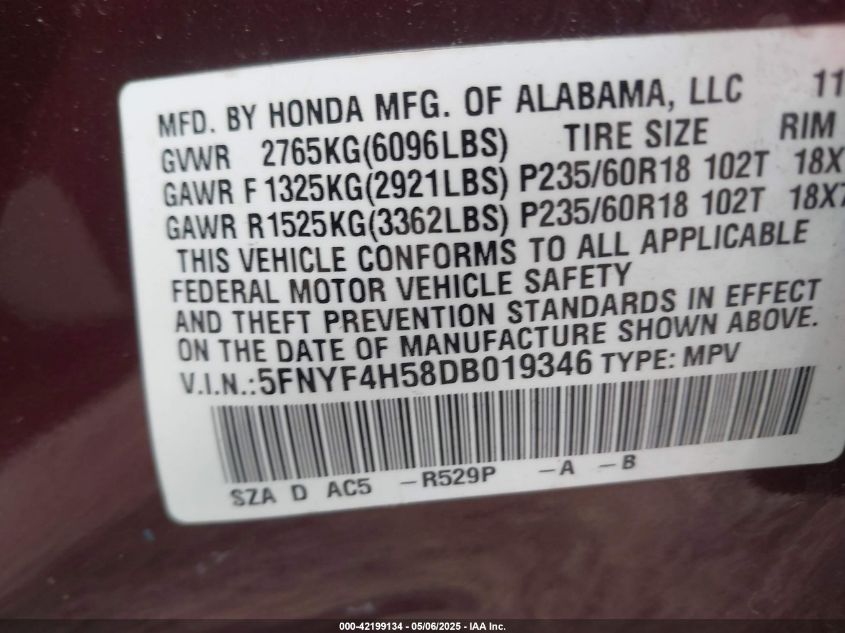 MFD. BY HONDA MFG. OF ALABAMA, LLC 11
GVWR 2765KG(6096LBS) TIRE SIZE RIM
GAWR F 1325KG(2921LBS) P235/60R18 102T 18X
GAWR R1525KG(3362LBS) P235/60R18 102T 18X7
THIS VEHICLE CONFORMS TO ALL APPLICABLE
FEDERAL MOTOR VEHICLE SAFETY
AND THEFT PREVENTION STANDARDS IN EFFECT
ON THE DATE OF MANUFACTURE SHOWN ABOVE.
V.I.N.:5FNYF4H58DB019346 TYPE: MPV
SZA D AC5 -R529P -A -B
000-42199134 - 05/06/2025 - IAA Inc.